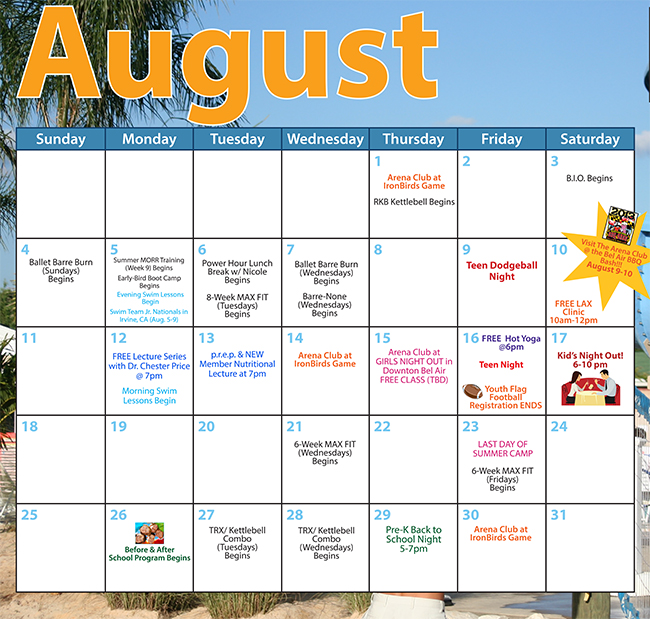 August
Sunday Monday Tuesday Wednesday Thursday Friday Saturday
1
Arena Club at
IronBirds Game
RKB Kettlebell Begins
2
3
B.I.O. Begins
4
Ballet Barre Burn
(Sundays)
Begins
5
Summer MORR Training
(Week 9) Begins
Early-Bird Boot Camp
Begins
Evening Swim Lessons
Begin
Swim Team Jr. Nationals in
Irvine, CA (Aug. 5-9)
6
Power Hour Lunch
Break w/ Nicole
Begins
8-Week MAX FIT
(Tuesdays)
Begins
7
Ballet Barre Burn
(Wednesdays)
Begins
Barre-None
(Wednesdays)
Begins
8
9
Teen Dodgeball
Night
10
2013
Visit The Arena Club
@ the Bel Air BBQ
Bash!!!
August 9-10
FREE LAX
Clinic
10am-12pm
11
12
FREE Lecture Series
with Dr. Chester Price
@ 7pm
Morning Swim
Lessons Begin
13
p.r.e.p. & NEW
Member Nutritional
Lecture at 7pm
14
Arena Club at
IronBirds Game
15
Arena Club at
GIRLS NIGHT OUT in
Downton Bel Air
FREE CLASS (TBD)
16 FREE Hot Yoga
@6pm
Teen Night
Youth Flag
Football
Registration ENDS
17
Kid's Night Out!
6-10 pm
18
19
20
21
6-Week MAX FIT
(Wednesdays)
Begins
22
23
LAST DAY OF
SUMMER CAMP
6-Week MAX FIT
(Fridays)
Begins
24
25
26
Before & After
School Program Begins
27
TRX/ Kettlebell
Combo
(Tuesdays)
Begins
28
TRX/ Kettlebell
Combo
(Wednesdays)
Begins
29
Pre-K Back to
School Night
5-7pm
30
Arena Club at
IronBirds Game
31